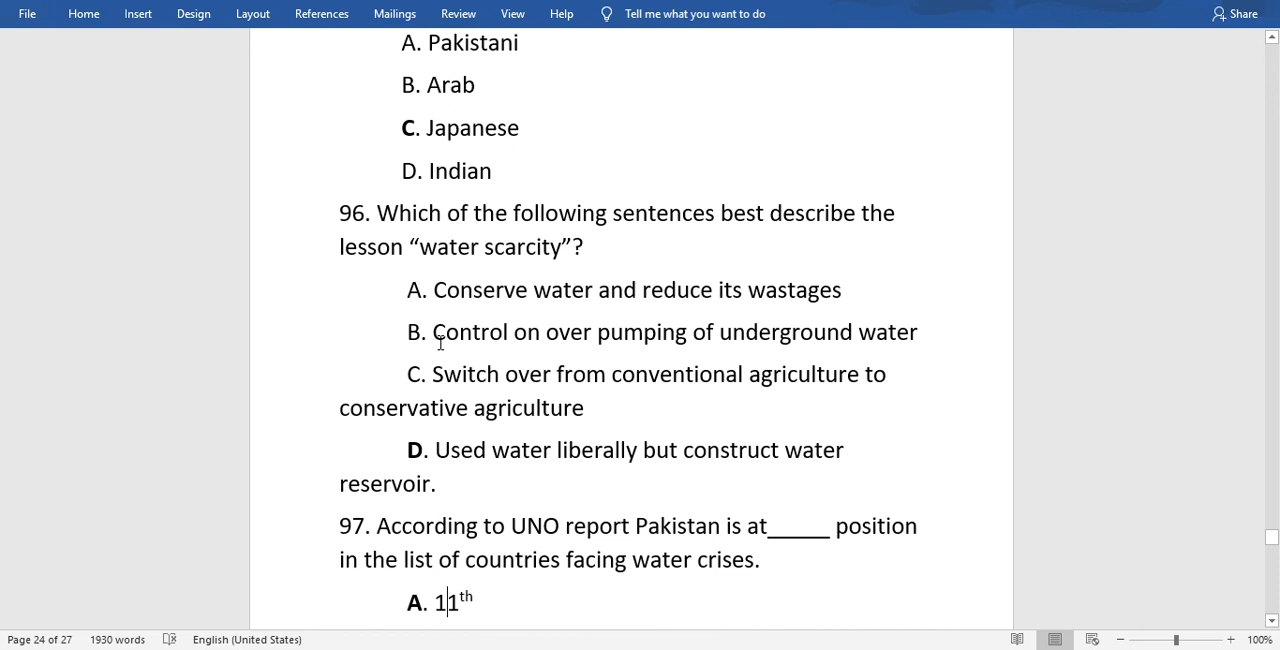 File Home Insert Design Layout References Mailings Review View Help Tell me what you want to do Share
A. Pakistani
B. Arab
C. Japanese
D. Indian
96. Which of the following sentences best describe the
lesson “water scarcity”?
A. Conserve water and reduce its wastages
B. Control on over pumping of underground water
C. Switch over from conventional agriculture to
conservative agriculture
D. Used water liberally but construct water
reservoir.
97. According to UNO report Pakistan is at_____ position
in the list of countries facing water crises.
A. 11th
Page 24 of 27 1930 words English (United States) 100%